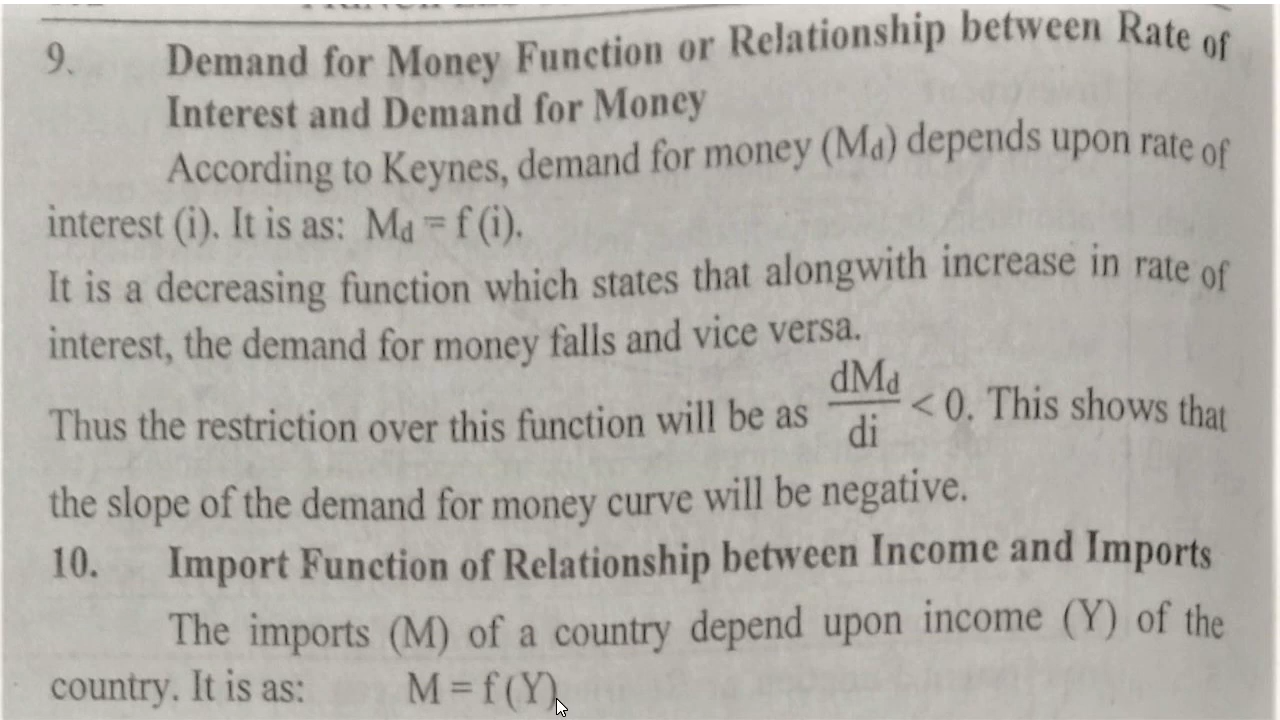 9. Demand for Money Function or Relationship between Rate of
Interest and Demand for Money
According to Keynes, demand for money (Md) depends upon rate of
interest (i). It is as: Md = f (i).
It is a decreasing function which states that alongwith increase in rate of
interest, the demand for money falls and vice versa.
Thus the restriction over this function will be as dMd/di < 0. This shows that
the slope of the demand for money curve will be negative.
10. Import Function of Relationship between Income and Imports
The imports (M) of a country depend upon income (Y) of the
country. It is as: M = f (Y)